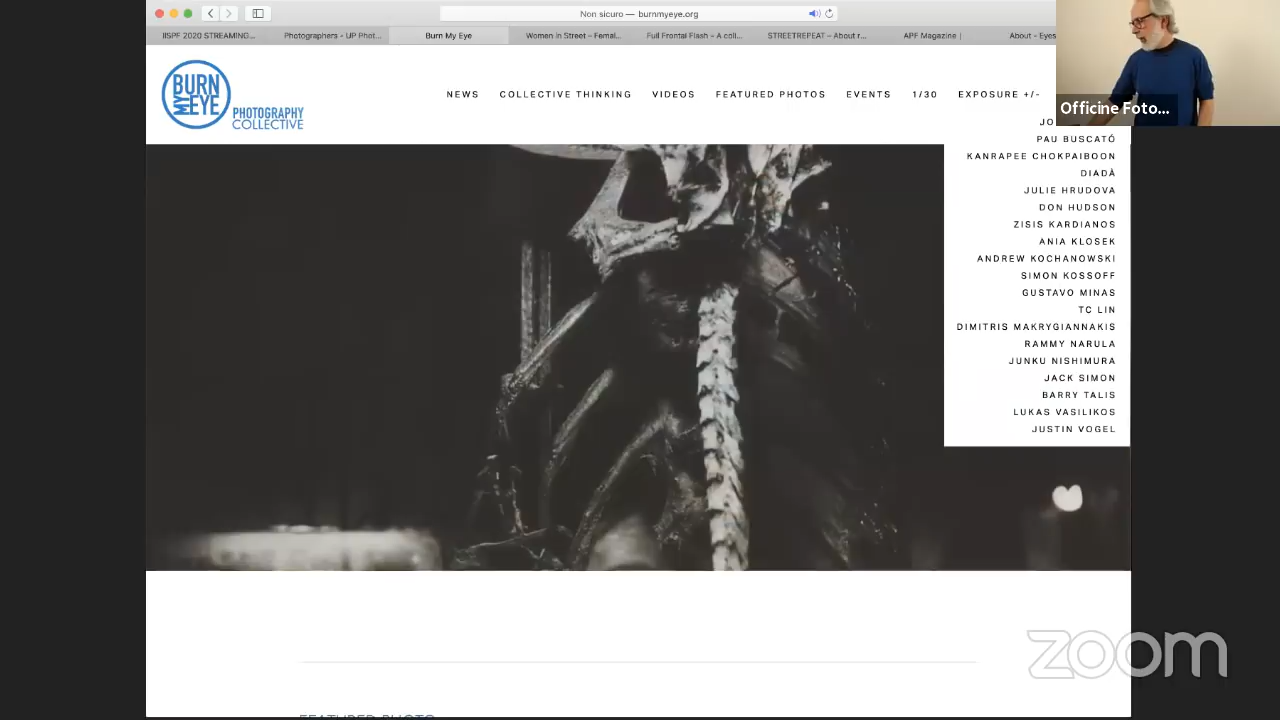 Non sicuro — burnmyeye.org
IISPF 2020 STREAMING...
Photographers - UP Phot...
Burn My Eye
Women in Street – Femal...
Full Frontal Flash – A coll...
STREETREPEAT – About r...
APF Magazine |
About – Eyes
BURN
MY EYE
PHOTOGRAPHY
COLLECTIVE
NEWS
COLLECTIVE THINKING
VIDEOS
FEATURED PHOTOS
EVENTS
1/30
EXPOSURE +/-
Officine Foto...
JO
PAU BUSCATÓ
KANRAPEE CHOKPAIBOON
DIADÀ
JULIE HRUDOVA
DON HUDSON
ZISIS KARDIANOS
ANIA KLOSEK
ANDREW KOCHANOWSKI
SIMON KOSSOFF
GUSTAVO MINAS
TC LIN
DIMITRIS MAKRYGIANNAKIS
RAMMY NARULA
JUNKU NISHIMURA
JACK SIMON
BARRY TALIS
LUKAS VASILIKOS
JUSTIN VOGEL
zoom
FEATURED PHOTO